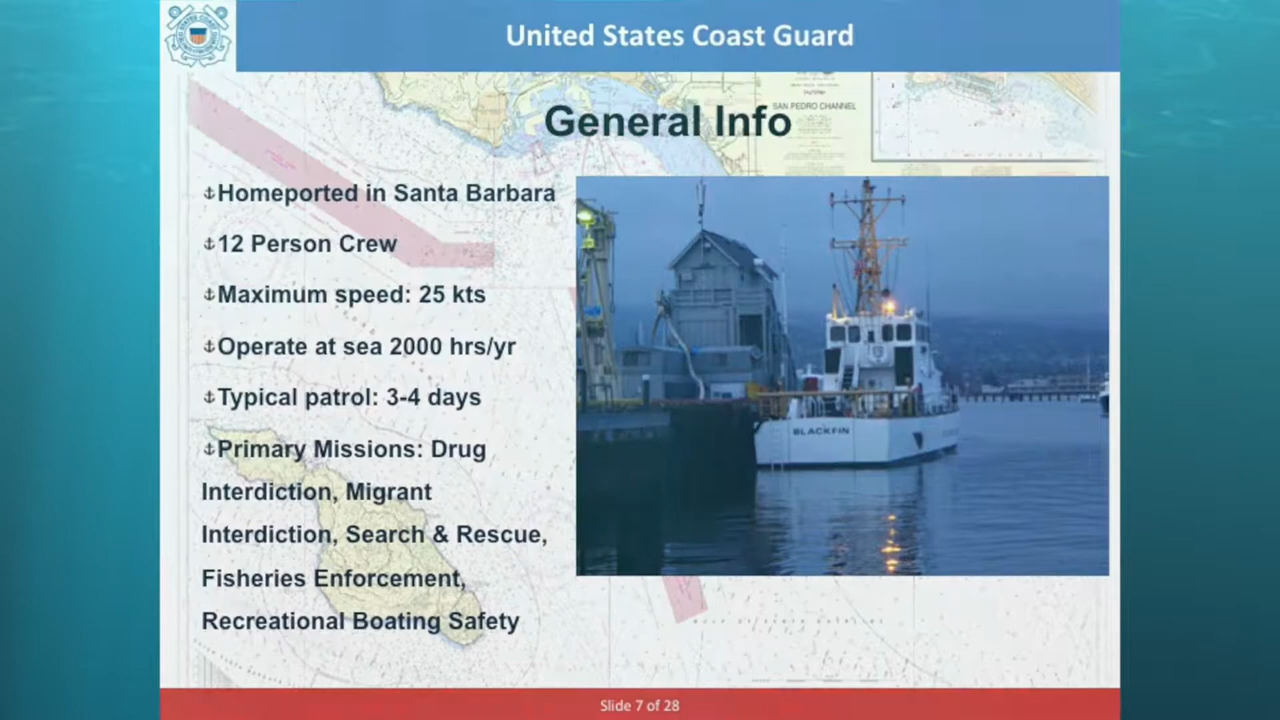 United States Coast Guard
SAN PEDRO CHANNEL
General Info
Homeported in Santa Barbara
12 Person Crew
Maximum speed: 25 kts
Operate at sea 2000 hrs/yr
Typical patrol: 3-4 days
Primary Missions: Drug
Interdiction, Migrant
Interdiction, Search & Rescue,
Fisheries Enforcement,
Recreational Boating Safety
BLACKFIN
Slide 7 of 28